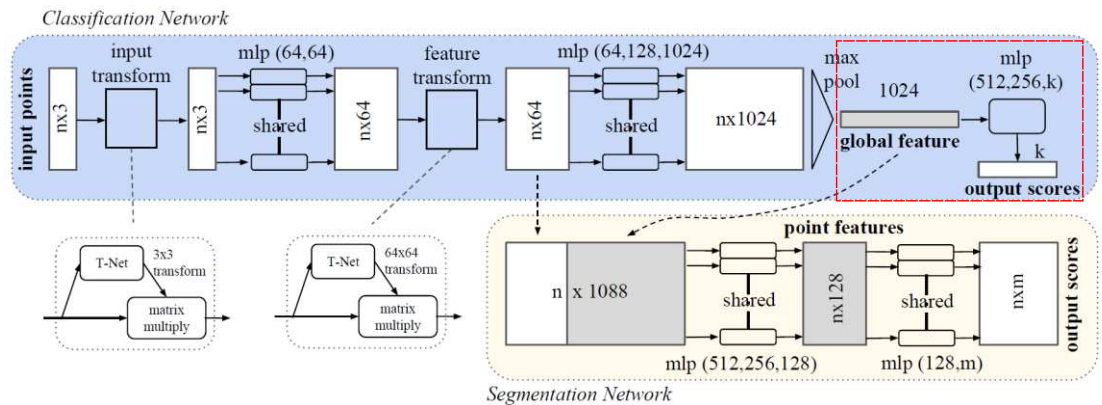 Classification Network
input points
nx3
input
transform
nx3
mlp (64,64)
shared
nx64
feature
transform
nx64
mlp (64,128,1024)
shared
nx1024
max
pool
1024
global feature
mlp
(512,256,k)
k
output scores
T-Net
3x3
transform
matrix
multiply
T-Net
64x64
transform
matrix
multiply
point features
n x 1088
shared
mlp (512,256,128)
nx128
shared
mlp (128,m)
nxm
output scores
Segmentation Network